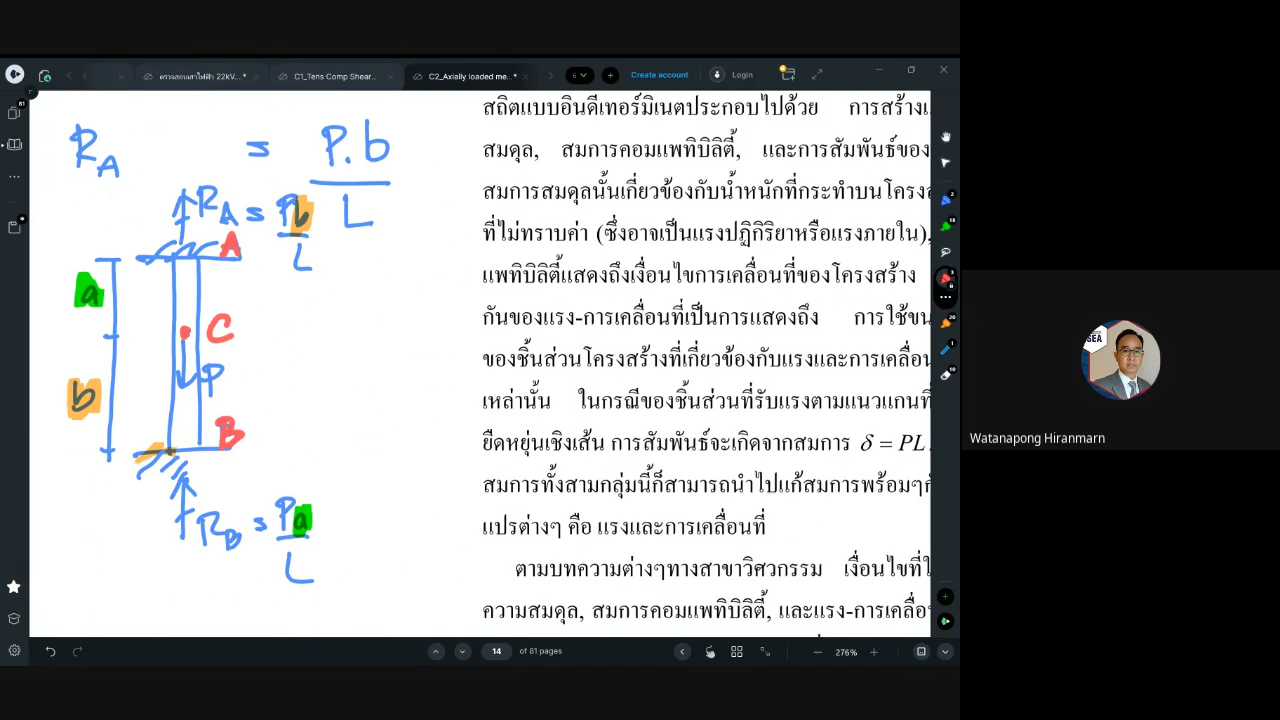 ตรวจสอบเสาไฟฟ้า 22kV...*
C1_Tens Comp Shear...
C2_Axially loaded me...*
6
Create account
Login
81
R_A = P.b
L
R_A = Pb
L
A
a
C
P
b
B
R_B = Pa
L
สถิตแบบอินดีเทอร์มิเนตประกอบไปด้วย การสร้าง
สมดุล, สมการคอมแพทิบิลิตี้, และการสัมพันธ์ของ
สมการสมดุลนั้นเกี่ยวข้องกับน้ำหนักที่กระทำบนโครง
ที่ไม่ทราบค่า (ซึ่งอาจเป็นแรงปฏิกิริยาหรือแรงภายใน),
แพทิบิลิตี้แสดงถึงเงื่อนไขการเคลื่อนที่ของโครงสร้าง
กันของแรง-การเคลื่อนที่เป็นการแสดงถึง การใช้ขน
ของชิ้นส่วนโครงสร้างที่เกี่ยวข้องกับแรงและการเคลื่อน
เหล่านั้น ในกรณีของชิ้นส่วนที่รับแรงตามแนวแกนที่
ยืดหยุ่นเชิงเส้น การสัมพันธ์จะเกิดจากสมการ δ = PL
สมการทั้งสามกลุ่มนี้ก็สามารถนำไปแก้สมการพร้อมๆกั
แปรต่างๆ คือ แรงและการเคลื่อนที่
ตามบทความต่างๆทางสาขาวิศวกรรม เงื่อนไขที่ใ
ความสมดุล, สมการคอมแพทิบิลิตี้, และแรง-การเคลื่อ
14 of 81 pages
276%
SEA
Watanapong Hiranmarn